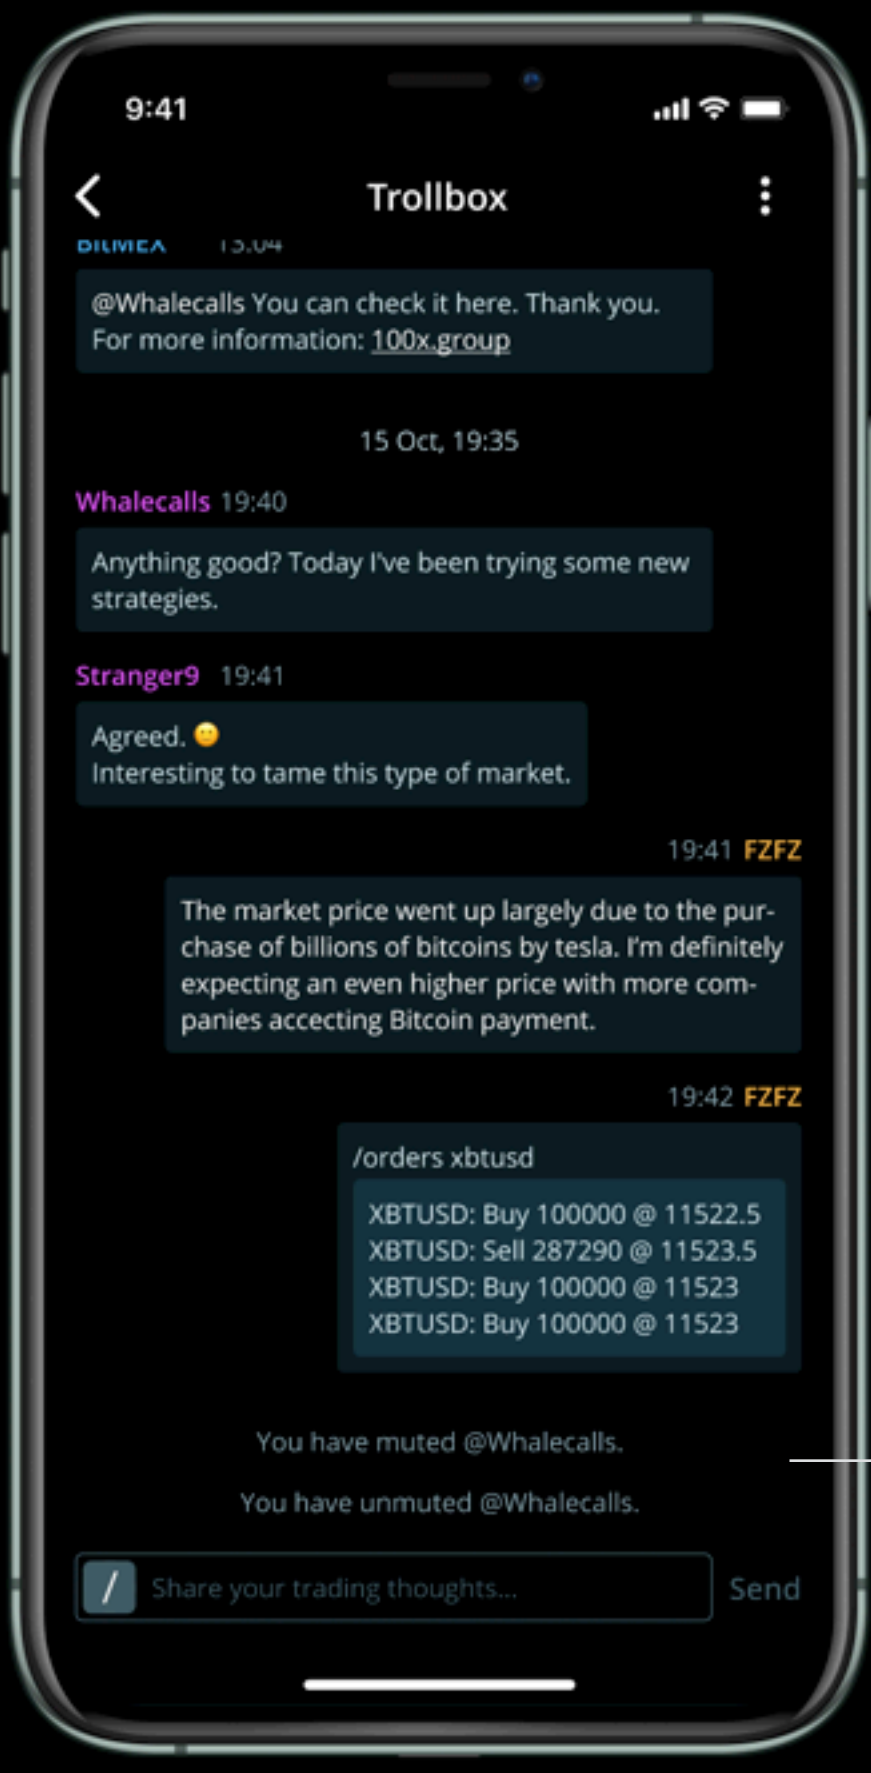 9:41
Trollbox
BitMEX 13:04
@Whalecalls You can check it here. Thank you.
For more information: 100x.group
15 Oct, 19:35
Whalecalls 19:40
Anything good? Today I've been trying some new
strategies.
Stranger9 19:41
Agreed. 🙂
Interesting to tame this type of market.
19:41 FZFZ
The market price went up largely due to the pur-
chase of billions of bitcoins by tesla. I'm definitely
expecting an even higher price with more com-
panies accecting Bitcoin payment.
19:42 FZFZ
/orders xbtusd
XBTUSD: Buy 100000 @ 11522.5
XBTUSD: Sell 287290 @ 11523.5
XBTUSD: Buy 100000 @ 11523
XBTUSD: Buy 100000 @ 11523
You have muted @Whalecalls.
You have unmuted @Whalecalls.
/ Share your trading thoughts... Send